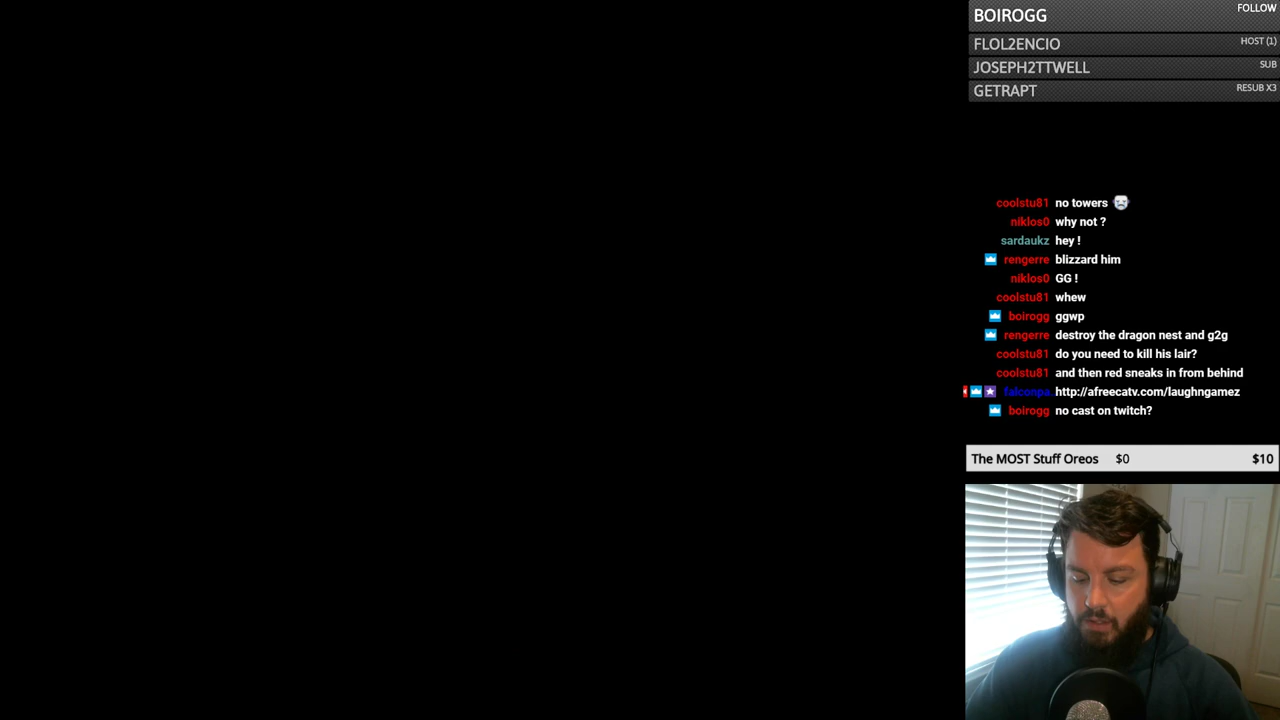 BOIROGG FOLLOW
FLOL2ENCIO HOST (1)
JOSEPH2TTWELL SUB
GETRAPT RESUB X3
coolstu81 no towers
niklos0 why not ?
sardaukz hey !
rengerre blizzard him
niklos0 GG !
coolstu81 whew
boirogg ggwp
rengerre destroy the dragon nest and g2g
coolstu81 do you need to kill his lair?
coolstu81 and then red sneaks in from behind
falconpa. http://afreecatv.com/laughngamez
boirogg no cast on twitch?
The MOST Stuff Oreos $0 $10